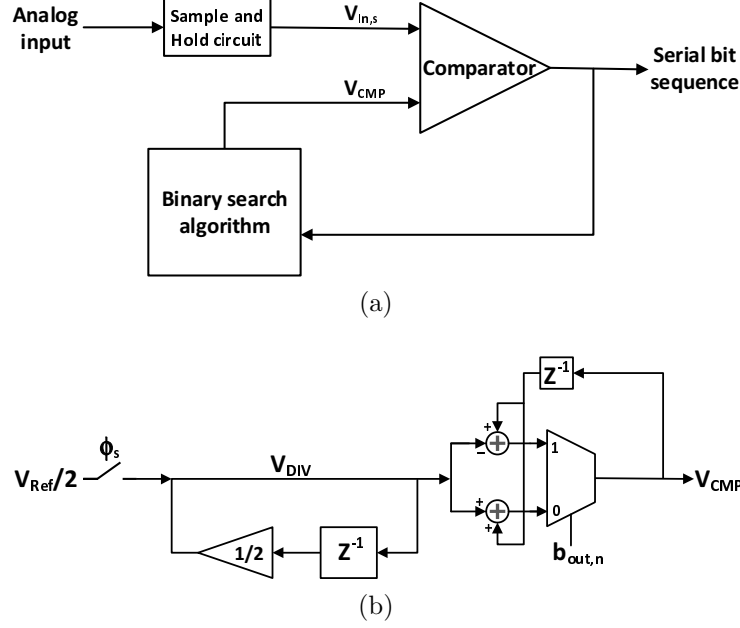 Analog
input
Sample and
Hold circuit
V_In,s
Comparator
Serial bit
sequence
V_CMP
Binary search
algorithm
(a)
Z⁻¹
ϕ_s
+
−
1
V_Ref/2
V_DIV
V_CMP
+
+
0
1/2
Z⁻¹
b_out,n
(b)